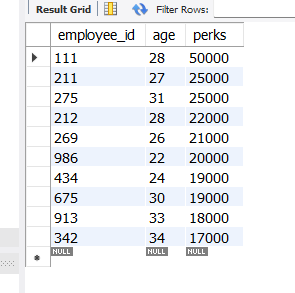 Result Grid Filter Rows:
employee_id age perks
111 28 50000
211 27 25000
275 31 25000
212 28 22000
269 26 21000
986 22 20000
434 24 19000
675 30 19000
913 33 18000
342 34 17000
NULL NULL NULL